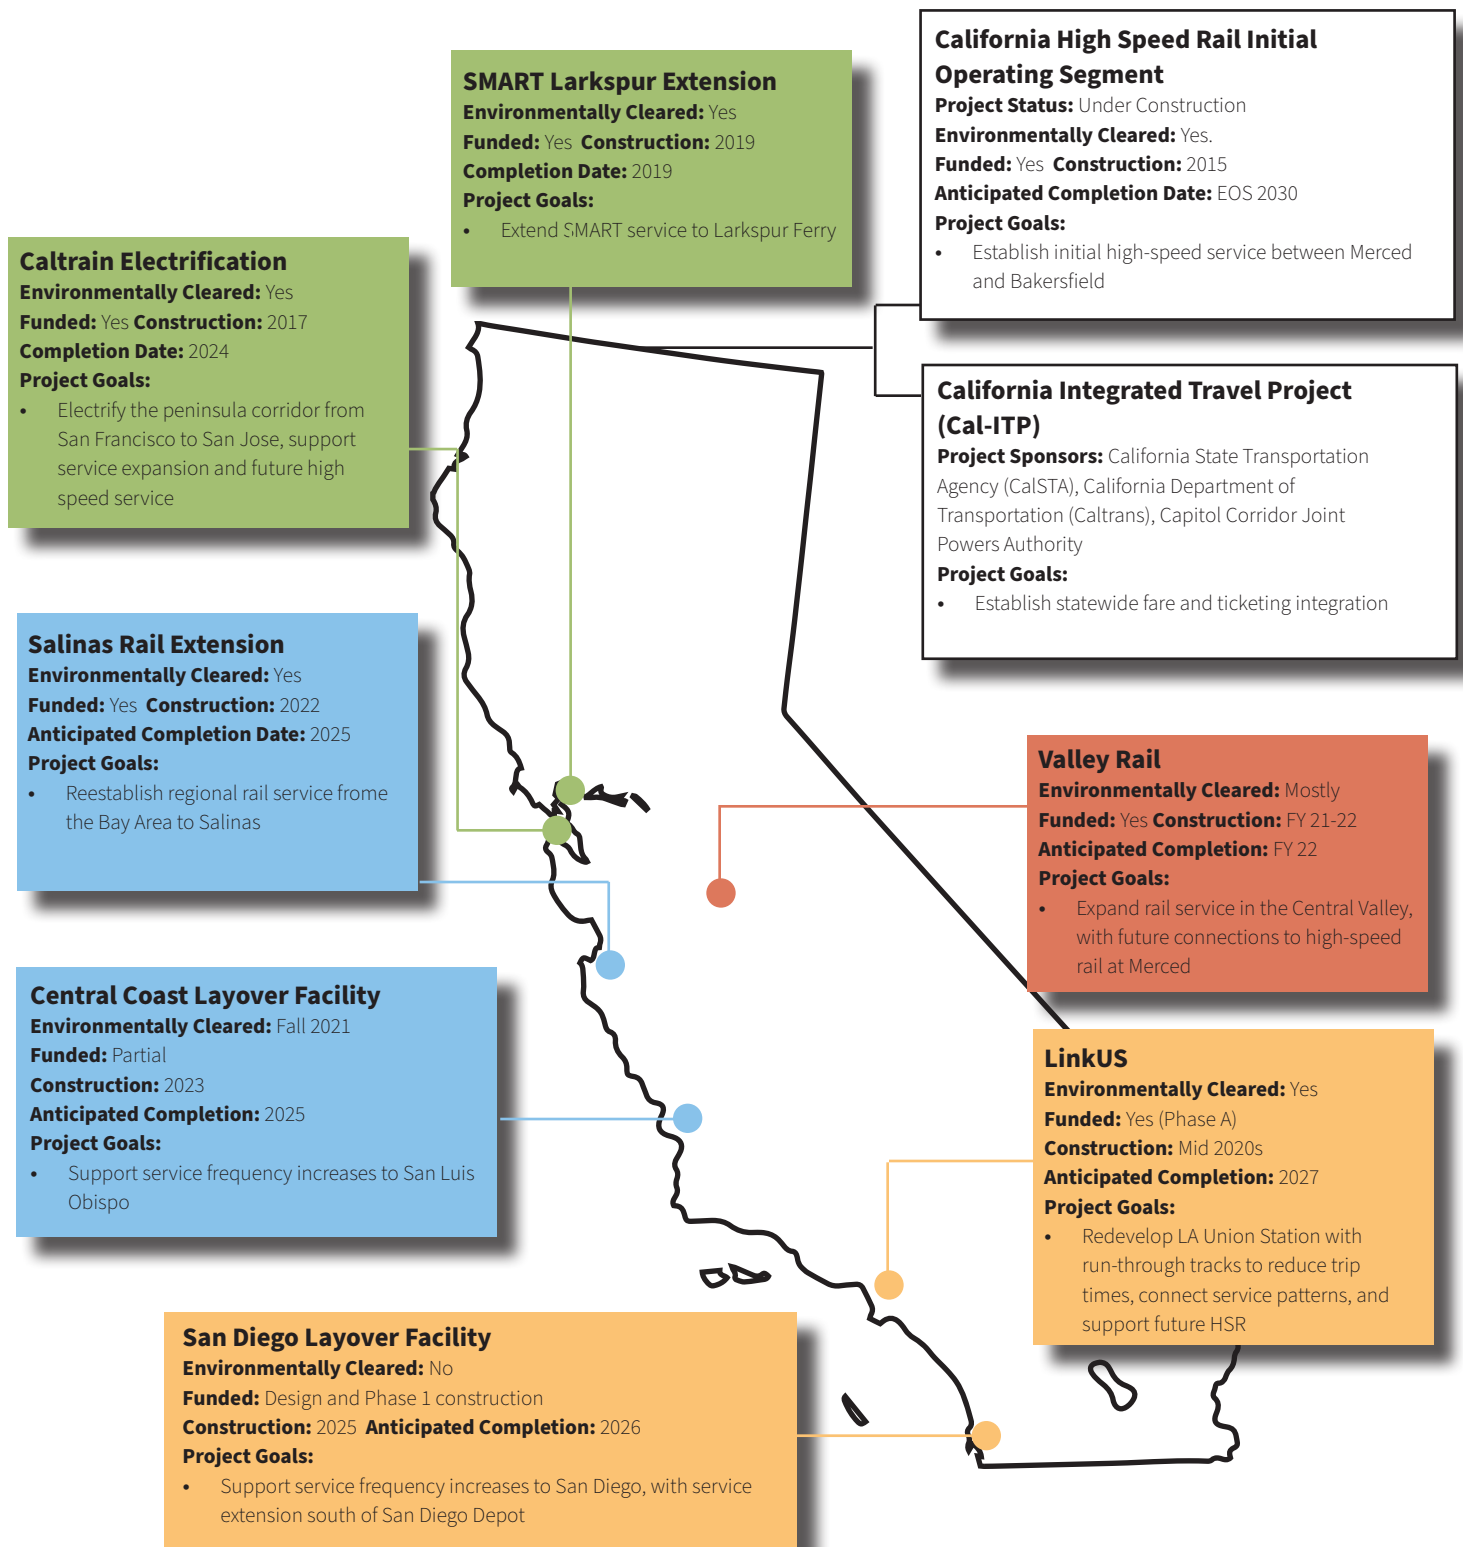 SMART Larkspur Extension
Environmentally Cleared: Yes
Funded: Yes Construction: 2019
Completion Date: 2019
Project Goals:
• Extend SMART service to Larkspur Ferry
California High Speed Rail Initial
Operating Segment
Project Status: Under Construction
Environmentally Cleared: Yes.
Funded: Yes Construction: 2015
Anticipated Completion Date: EOS 2030
Project Goals:
• Establish initial high-speed service between Merced
and Bakersfield
Caltrain Electrification
Environmentally Cleared: Yes
Funded: Yes Construction: 2017
Completion Date: 2024
Project Goals:
• Electrify the peninsula corridor from
San Francisco to San Jose, support
service expansion and future high
speed service
California Integrated Travel Project
(Cal-ITP)
Project Sponsors: California State Transportation
Agency (CalSTA), California Department of
Transportation (Caltrans), Capitol Corridor Joint
Powers Authority
Project Goals:
• Establish statewide fare and ticketing integration
Salinas Rail Extension
Environmentally Cleared: Yes
Funded: Yes Construction: 2022
Anticipated Completion Date: 2025
Project Goals:
• Reestablish regional rail service frome
the Bay Area to Salinas
Valley Rail
Environmentally Cleared: Mostly
Funded: Yes Construction: FY 21-22
Anticipated Completion: FY 22
Project Goals:
• Expand rail service in the Central Valley,
with future connections to high-speed
rail at Merced
Central Coast Layover Facility
Environmentally Cleared: Fall 2021
Funded: Partial
Construction: 2023
Anticipated Completion: 2025
Project Goals:
• Support service frequency increases to San Luis
Obispo
LinkUS
Environmentally Cleared: Yes
Funded: Yes (Phase A)
Construction: Mid 2020s
Anticipated Completion: 2027
Project Goals:
• Redevelop LA Union Station with
run-through tracks to reduce trip
times, connect service patterns, and
support future HSR
San Diego Layover Facility
Environmentally Cleared: No
Funded: Design and Phase 1 construction
Construction: 2025 Anticipated Completion: 2026
Project Goals:
• Support service frequency increases to San Diego, with service
extension south of San Diego Depot